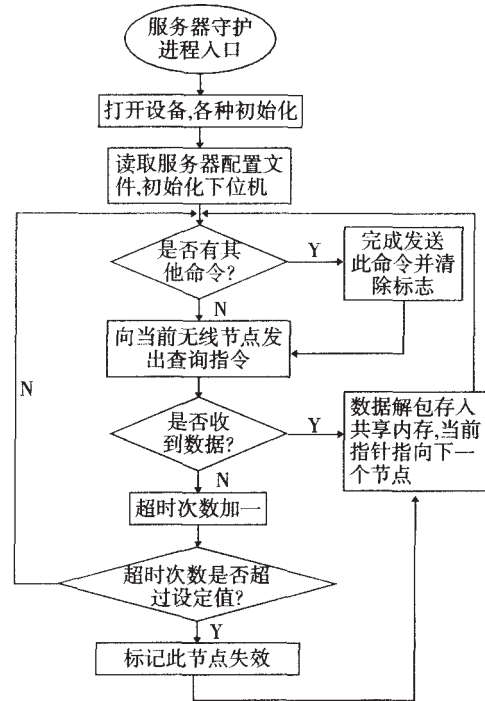 服务器守护
进程入口
打开设备,各种初始化
读取服务器配置文
件,初始化下位机
是否有其
他命令?
Y
完成发送
此命令并清
除标志
N
向当前无线节点发
出查询指令
N
是否收
到数据?
Y
数据解包存入
共享内存,当前
指针指向下一
个节点
N
超时次数加一
超时次数是否超
过设定值?
Y
标记此节点失效